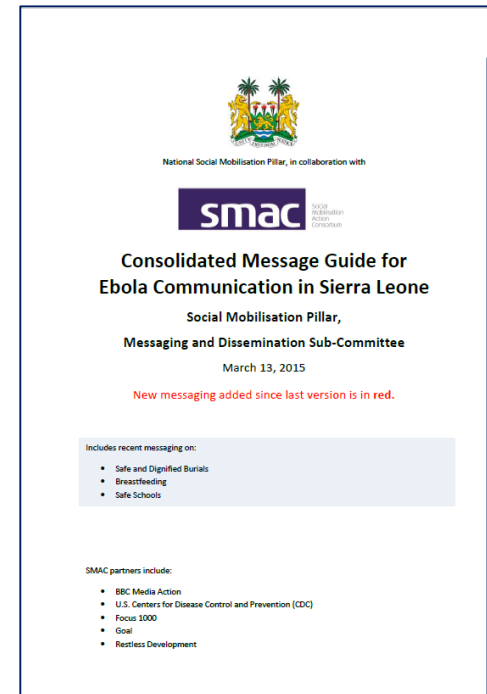 National Social Mobilisation Pillar, in collaboration with
smac
Social
Mobilisation
Action
Consortium
Consolidated Message Guide for
Ebola Communication in Sierra Leone
Social Mobilisation Pillar,
Messaging and Dissemination Sub-Committee
March 13, 2015
New messaging added since last version is in red.
Includes recent messaging on:
• Safe and Dignified Burials
• Breastfeeding
• Safe Schools
SMAC partners include:
• BBC Media Action
• U.S. Centers for Disease Control and Prevention (CDC)
• Focus 1000
• Goal
• Restless Development